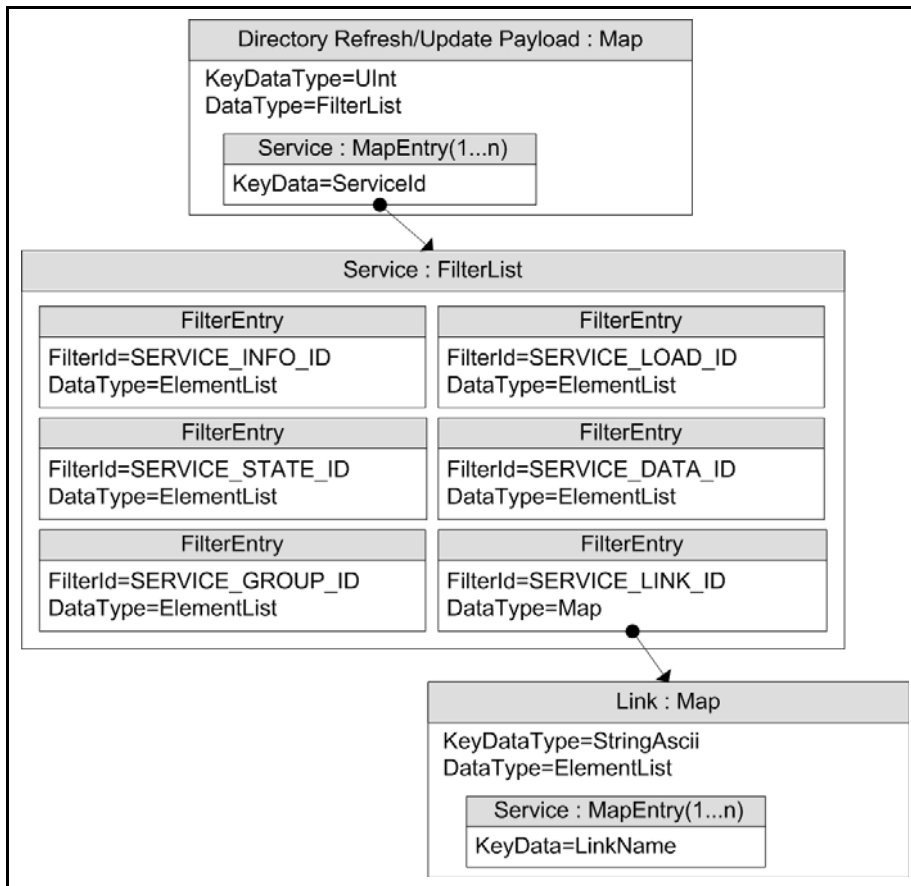 Directory Refresh/Update Payload : Map
KeyDataType=UInt
DataType=FilterList
Service : MapEntry(1...n)
KeyData=ServiceId
Service : FilterList
FilterEntry
FilterId=SERVICE_INFO_ID
DataType=ElementList
FilterEntry
FilterId=SERVICE_LOAD_ID
DataType=ElementList
FilterEntry
FilterId=SERVICE_STATE_ID
DataType=ElementList
FilterEntry
FilterId=SERVICE_DATA_ID
DataType=ElementList
FilterEntry
FilterId=SERVICE_GROUP_ID
DataType=ElementList
FilterEntry
FilterId=SERVICE_LINK_ID
DataType=Map
Link : Map
KeyDataType=StringAscii
DataType=ElementList
Service : MapEntry(1...n)
KeyData=LinkName